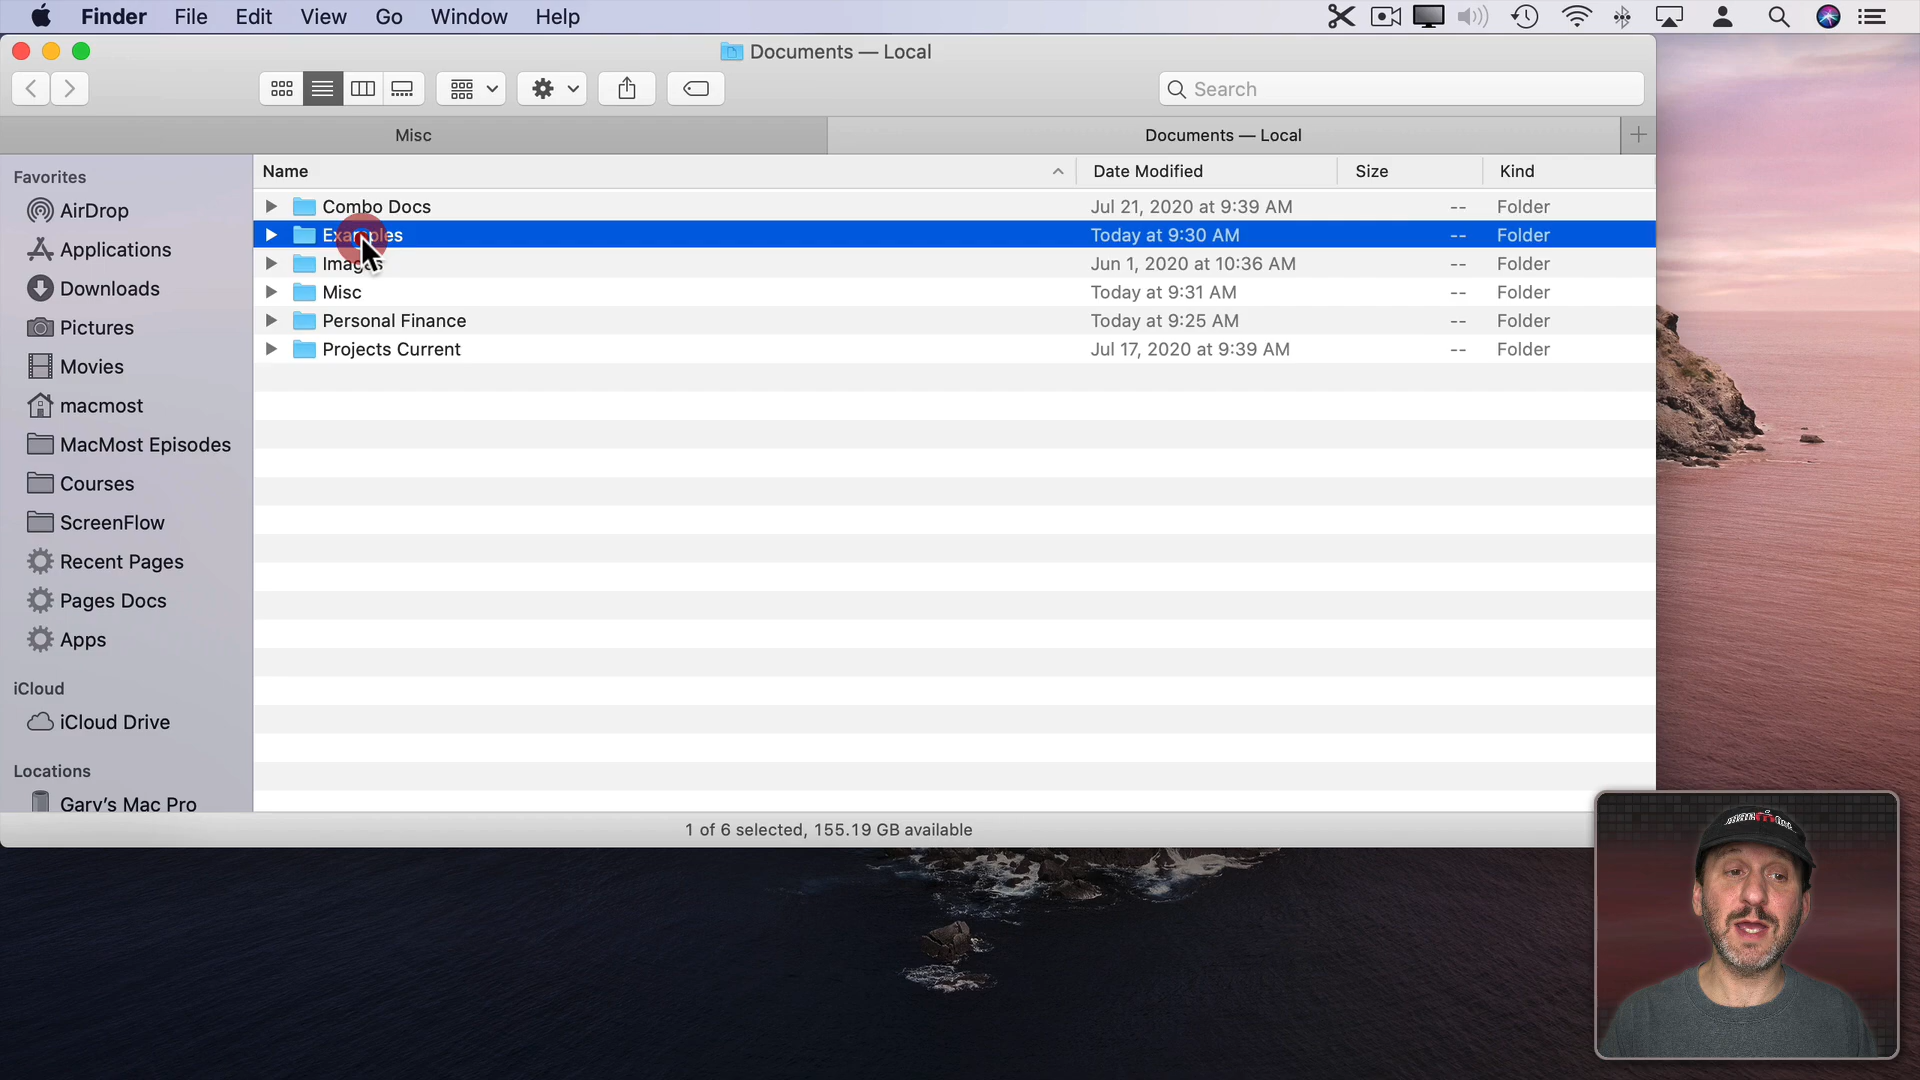 Finder File Edit View Go Window Help
Documents — Local
Search
Misc
Documents — Local
Name Date Modified Size Kind
Favorites
AirDrop
Applications
Downloads
Pictures
Movies
macmost
MacMost Episodes
Courses
ScreenFlow
Recent Pages
Pages Docs
Apps
iCloud
iCloud Drive
Locations
Gary's Mac Pro
Combo Docs Jul 21, 2020 at 9:39 AM -- Folder
Examples Today at 9:30 AM -- Folder
Images Jun 1, 2020 at 10:36 AM -- Folder
Misc Today at 9:31 AM -- Folder
Personal Finance Today at 9:25 AM -- Folder
Projects Current Jul 17, 2020 at 9:39 AM -- Folder
1 of 6 selected, 155.19 GB available